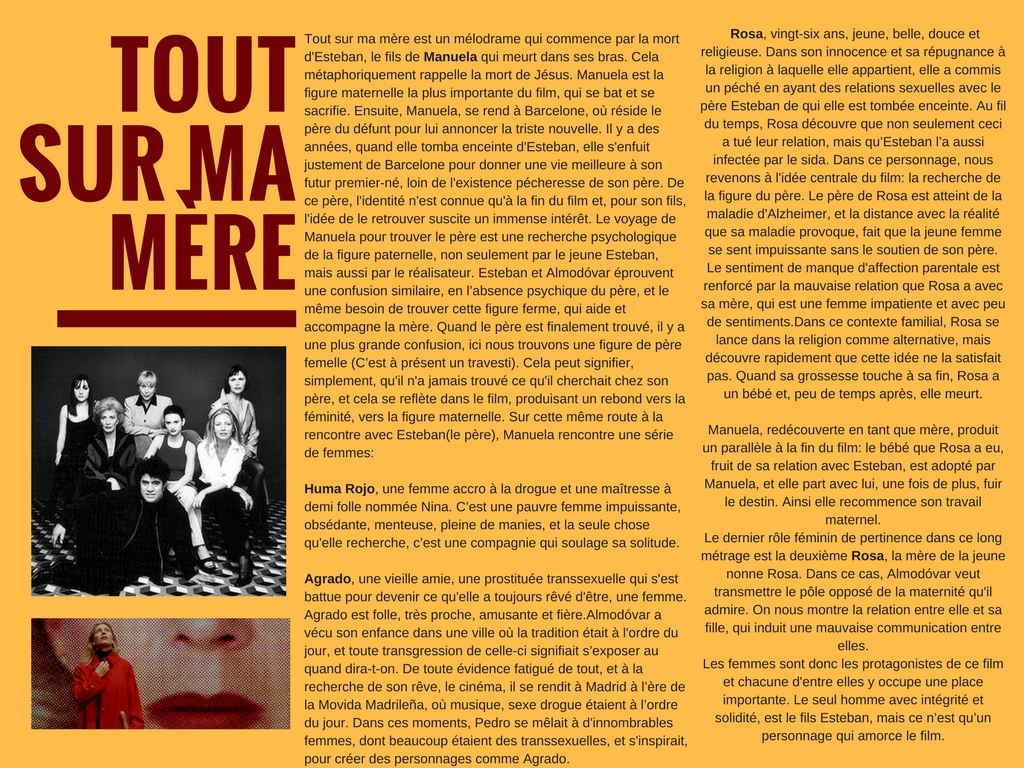 TOUT
SUR MA
MÈRE
Tout sur ma mère est un mélodrame qui commence par la mort
d'Esteban, le fils de Manuela qui meurt dans ses bras. Cela
métaphoriquement rappelle la mort de Jésus. Manuela est la
figure maternelle la plus importante du film, qui se bat et se
sacrifie. Ensuite, Manuela, se rend à Barcelone, où réside le
père du défunt pour lui annoncer la triste nouvelle. Il y a des
années, quand elle tomba enceinte d'Esteban, elle s'enfuit
justement de Barcelone pour donner une vie meilleure à son
futur premier-né, loin de l'existence pécheresse de son père. De
ce père, l'identité n'est connue qu'à la fin du film et, pour son fils,
l'idée de le retrouver suscite un immense intérêt. Le voyage de
Manuela pour trouver le père est une recherche psychologique
de la figure paternelle, non seulement par le jeune Esteban,
mais aussi par le réalisateur. Esteban et Almodóvar éprouvent
une confusion similaire, en l’absence psychique du père, et le
même besoin de trouver cette figure ferme, qui aide et
accompagne la mère. Quand le père est finalement trouvé, il y a
une plus grande confusion, ici nous trouvons une figure de père
femelle (C'est à présent un travesti). Cela peut signifier,
simplement, qu'il n'a jamais trouvé ce qu'il cherchait chez son
père, et cela se reflète dans le film, produisant un rebond vers la
féminité, vers la figure maternelle. Sur cette même route à la
rencontre avec Esteban(le père), Manuela rencontre une série
de femmes:
Huma Rojo, une femme accro à la drogue et une maîtresse à
demi folle nommée Nina. C’est une pauvre femme impuissante,
obsédante, menteuse, pleine de manies, et la seule chose
qu'elle recherche, c’est une compagnie qui soulage sa solitude.
Agrado, une vieille amie, une prostituée transsexuelle qui s'est
battue pour devenir ce qu'elle a toujours rêvé d'être, une femme.
Agrado est folle, très proche, amusante et fière.Almodóvar a
vécu son enfance dans une ville où la tradition était à l'ordre du
jour, et toute transgression de celle-ci signifiait s’exposer au
quand dira-t-on. De toute évidence fatigué de tout, et à la
recherche de son rêve, le cinéma, il se rendit à Madrid à l’ère de
la Movida Madrileña, où musique, sexe drogue étaient à l’ordre
du jour. Dans ces moments, Pedro se mêlait à d'innombrables
femmes, dont beaucoup étaient des transsexuelles, et s'inspirait,
pour créer des personnages comme Agrado.
Rosa, vingt-six ans, jeune, belle, douce et
religieuse. Dans son innocence et sa répugnance à
la religion à laquelle elle appartient, elle a commis
un péché en ayant des relations sexuelles avec le
père Esteban de qui elle est tombée enceinte. Au fil
du temps, Rosa découvre que non seulement ceci
a tué leur relation, mais qu’Esteban l’a aussi
infectée par le sida. Dans ce personnage, nous
revenons à l'idée centrale du film: la recherche de
la figure du père. Le père de Rosa est atteint de la
maladie d'Alzheimer, et la distance avec la réalité
que sa maladie provoque, fait que la jeune femme
se sent impuissante sans le soutien de son père.
Le sentiment de manque d'affection parentale est
renforcé par la mauvaise relation que Rosa a avec
sa mère, qui est une femme impatiente et avec peu
de sentiments.Dans ce contexte familial, Rosa se
lance dans la religion comme alternative, mais
découvre rapidement que cette idée ne la satisfait
pas. Quand sa grossesse touche à sa fin, Rosa a
un bébé et, peu de temps après, elle meurt.
Manuela, redécouverte en tant que mère, produit
un parallèle à la fin du film: le bébé que Rosa a eu,
fruit de sa relation avec Esteban, est adopté par
Manuela, et elle part avec lui, une fois de plus, fuir
le destin. Ainsi elle recommence son travail
maternel.
Le dernier rôle féminin de pertinence dans ce long
métrage est la deuxième Rosa, la mère de la jeune
nonne Rosa. Dans ce cas, Almodóvar veut
transmettre le pôle opposé de la maternité qu'il
admire. On nous montre la relation entre elle et sa
fille, qui induit une mauvaise communication entre
elles.
Les femmes sont donc les protagonistes de ce film
et chacune d'entre elles y occupe une place
importante. Le seul homme avec intégrité et
solidité, est le fils Esteban, mais ce n’est qu’un
personnage qui amorce le film.